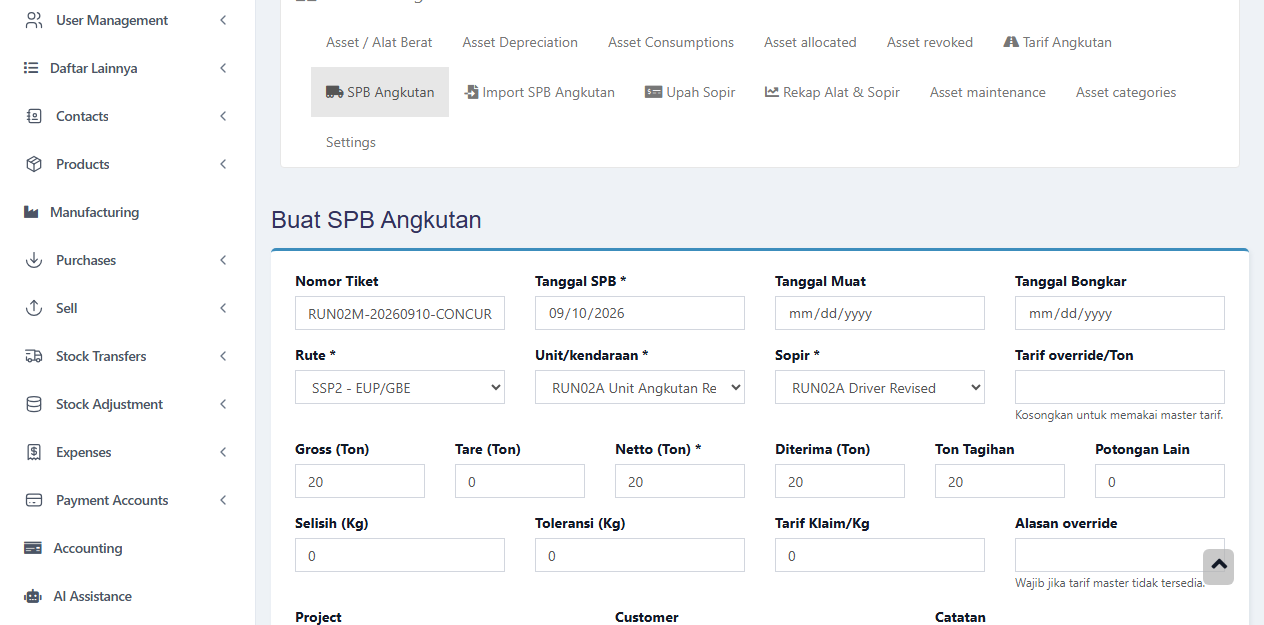 User Management
Daftar Lainnya
Contacts
Products
Manufacturing
Purchases
Sell
Stock Transfers
Stock Adjustment
Expenses
Payment Accounts
Accounting
AI Assistance
Asset / Alat Berat Asset Depreciation Asset Consumptions Asset allocated Asset revoked Tarif Angkutan
SPB Angkutan Import SPB Angkutan Upah Sopir Rekap Alat & Sopir Asset maintenance Asset categories
Settings
Buat SPB Angkutan
Nomor Tiket Tanggal SPB * Tanggal Muat Tanggal Bongkar
RUN02M-20260910-CONCUR 09/10/2026 mm/dd/yyyy mm/dd/yyyy
Rute * Unit/kendaraan * Sopir * Tarif override/Ton
SSP2 - EUP/GBE RUN02A Unit Angkutan Re RUN02A Driver Revised
Kosongkan untuk memakai master tarif.
Gross (Ton) Tare (Ton) Netto (Ton) * Diterima (Ton) Ton Tagihan Potongan Lain
20 0 20 20 20 0
Selisih (Kg) Toleransi (Kg) Tarif Klaim/Kg Alasan override
0 0 0
Wajib jika tarif master tidak tersedia.
Project Customer Catatan